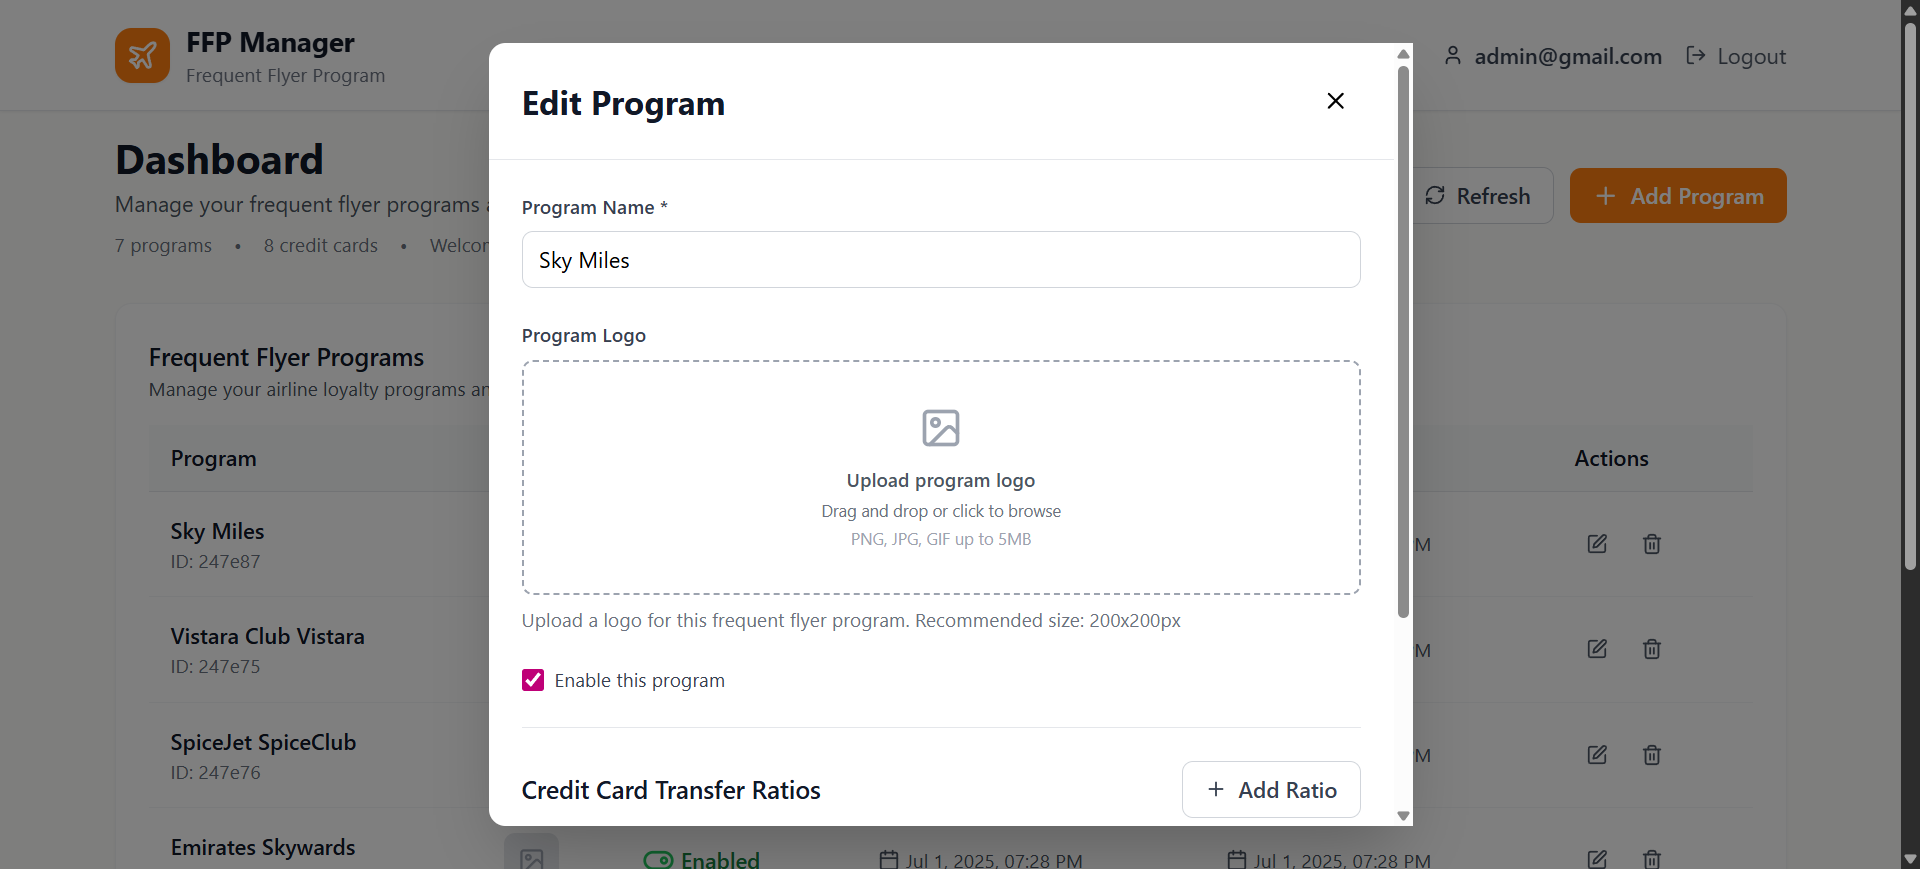 FFP Manager
Frequent Flyer Program
admin@gmail.com
Logout
Dashboard
Manage your frequent flyer programs
7 programs • 8 credit cards •
Refresh
Add Program
Frequent Flyer Programs
Manage your airline loyalty programs
Program
Actions
Sky Miles
ID: 247e87
Vistara Club Vistara
ID: 247e75
SpiceJet SpiceClub
ID: 247e76
Emirates Skywards
Enabled
Jul 1, 2025, 07:28 PM
Jul 1, 2025, 07:28 PM
Edit Program
Program Name *
Sky Miles
Program Logo
Upload program logo
Drag and drop or click to browse
PNG, JPG, GIF up to 5MB
Upload a logo for this frequent flyer program. Recommended size: 200x200px
Enable this program
Credit Card Transfer Ratios
Add Ratio